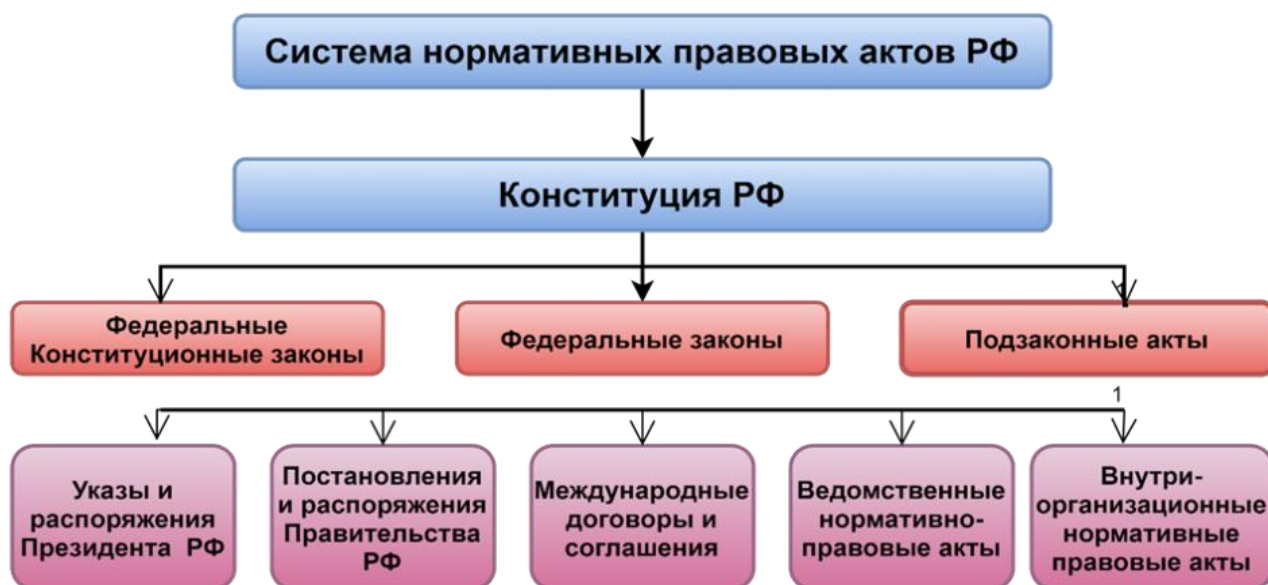 Система нормативных правовых актов РФ
Конституция РФ
Федеральные
Конституционные законы
Федеральные законы
Подзаконные акты
1
Указы и
распоряжения
Президента РФ
Постановления
и распоряжения
Правительства
РФ
Международные
договоры и
соглашения
Ведомственные
нормативно-
правовые акты
Внутри-
организационные
нормативные
правовые акты